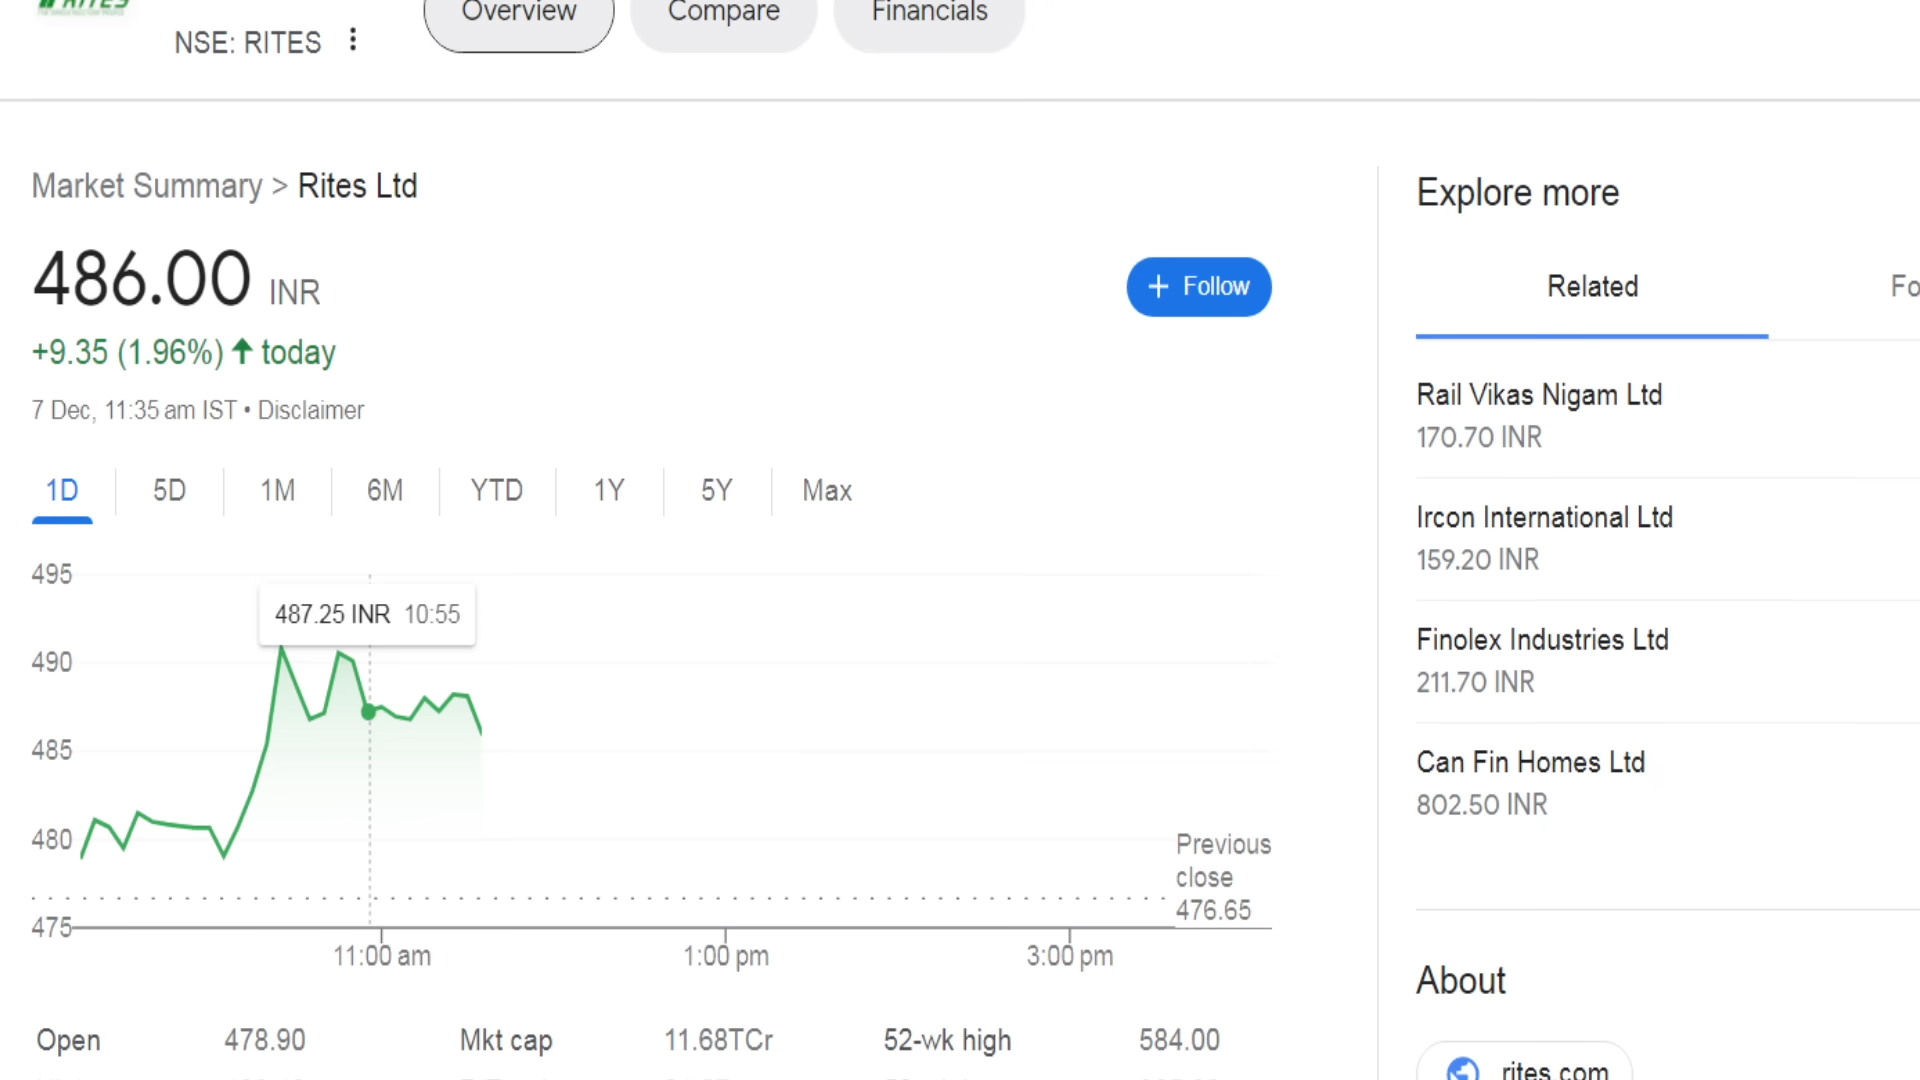 RITES
Overview
Compare
Financials
NSE: RITES
Market Summary > Rites Ltd
486.00 INR
+9.35 (1.96%) ↑ today
7 Dec, 11:35 am IST • Disclaimer
+ Follow
1D
5D
1M
6M
YTD
1Y
5Y
Max
495
490
485
480
475
487.25 INR 10:55
Previous
close
476.65
11:00 am
1:00 pm
3:00 pm
Open 478.90
Mkt cap 11.68TCr
52-wk high 584.00
Explore more
Related
Fo
Rail Vikas Nigam Ltd
170.70 INR
Ircon International Ltd
159.20 INR
Finolex Industries Ltd
211.70 INR
Can Fin Homes Ltd
802.50 INR
About
rites.com